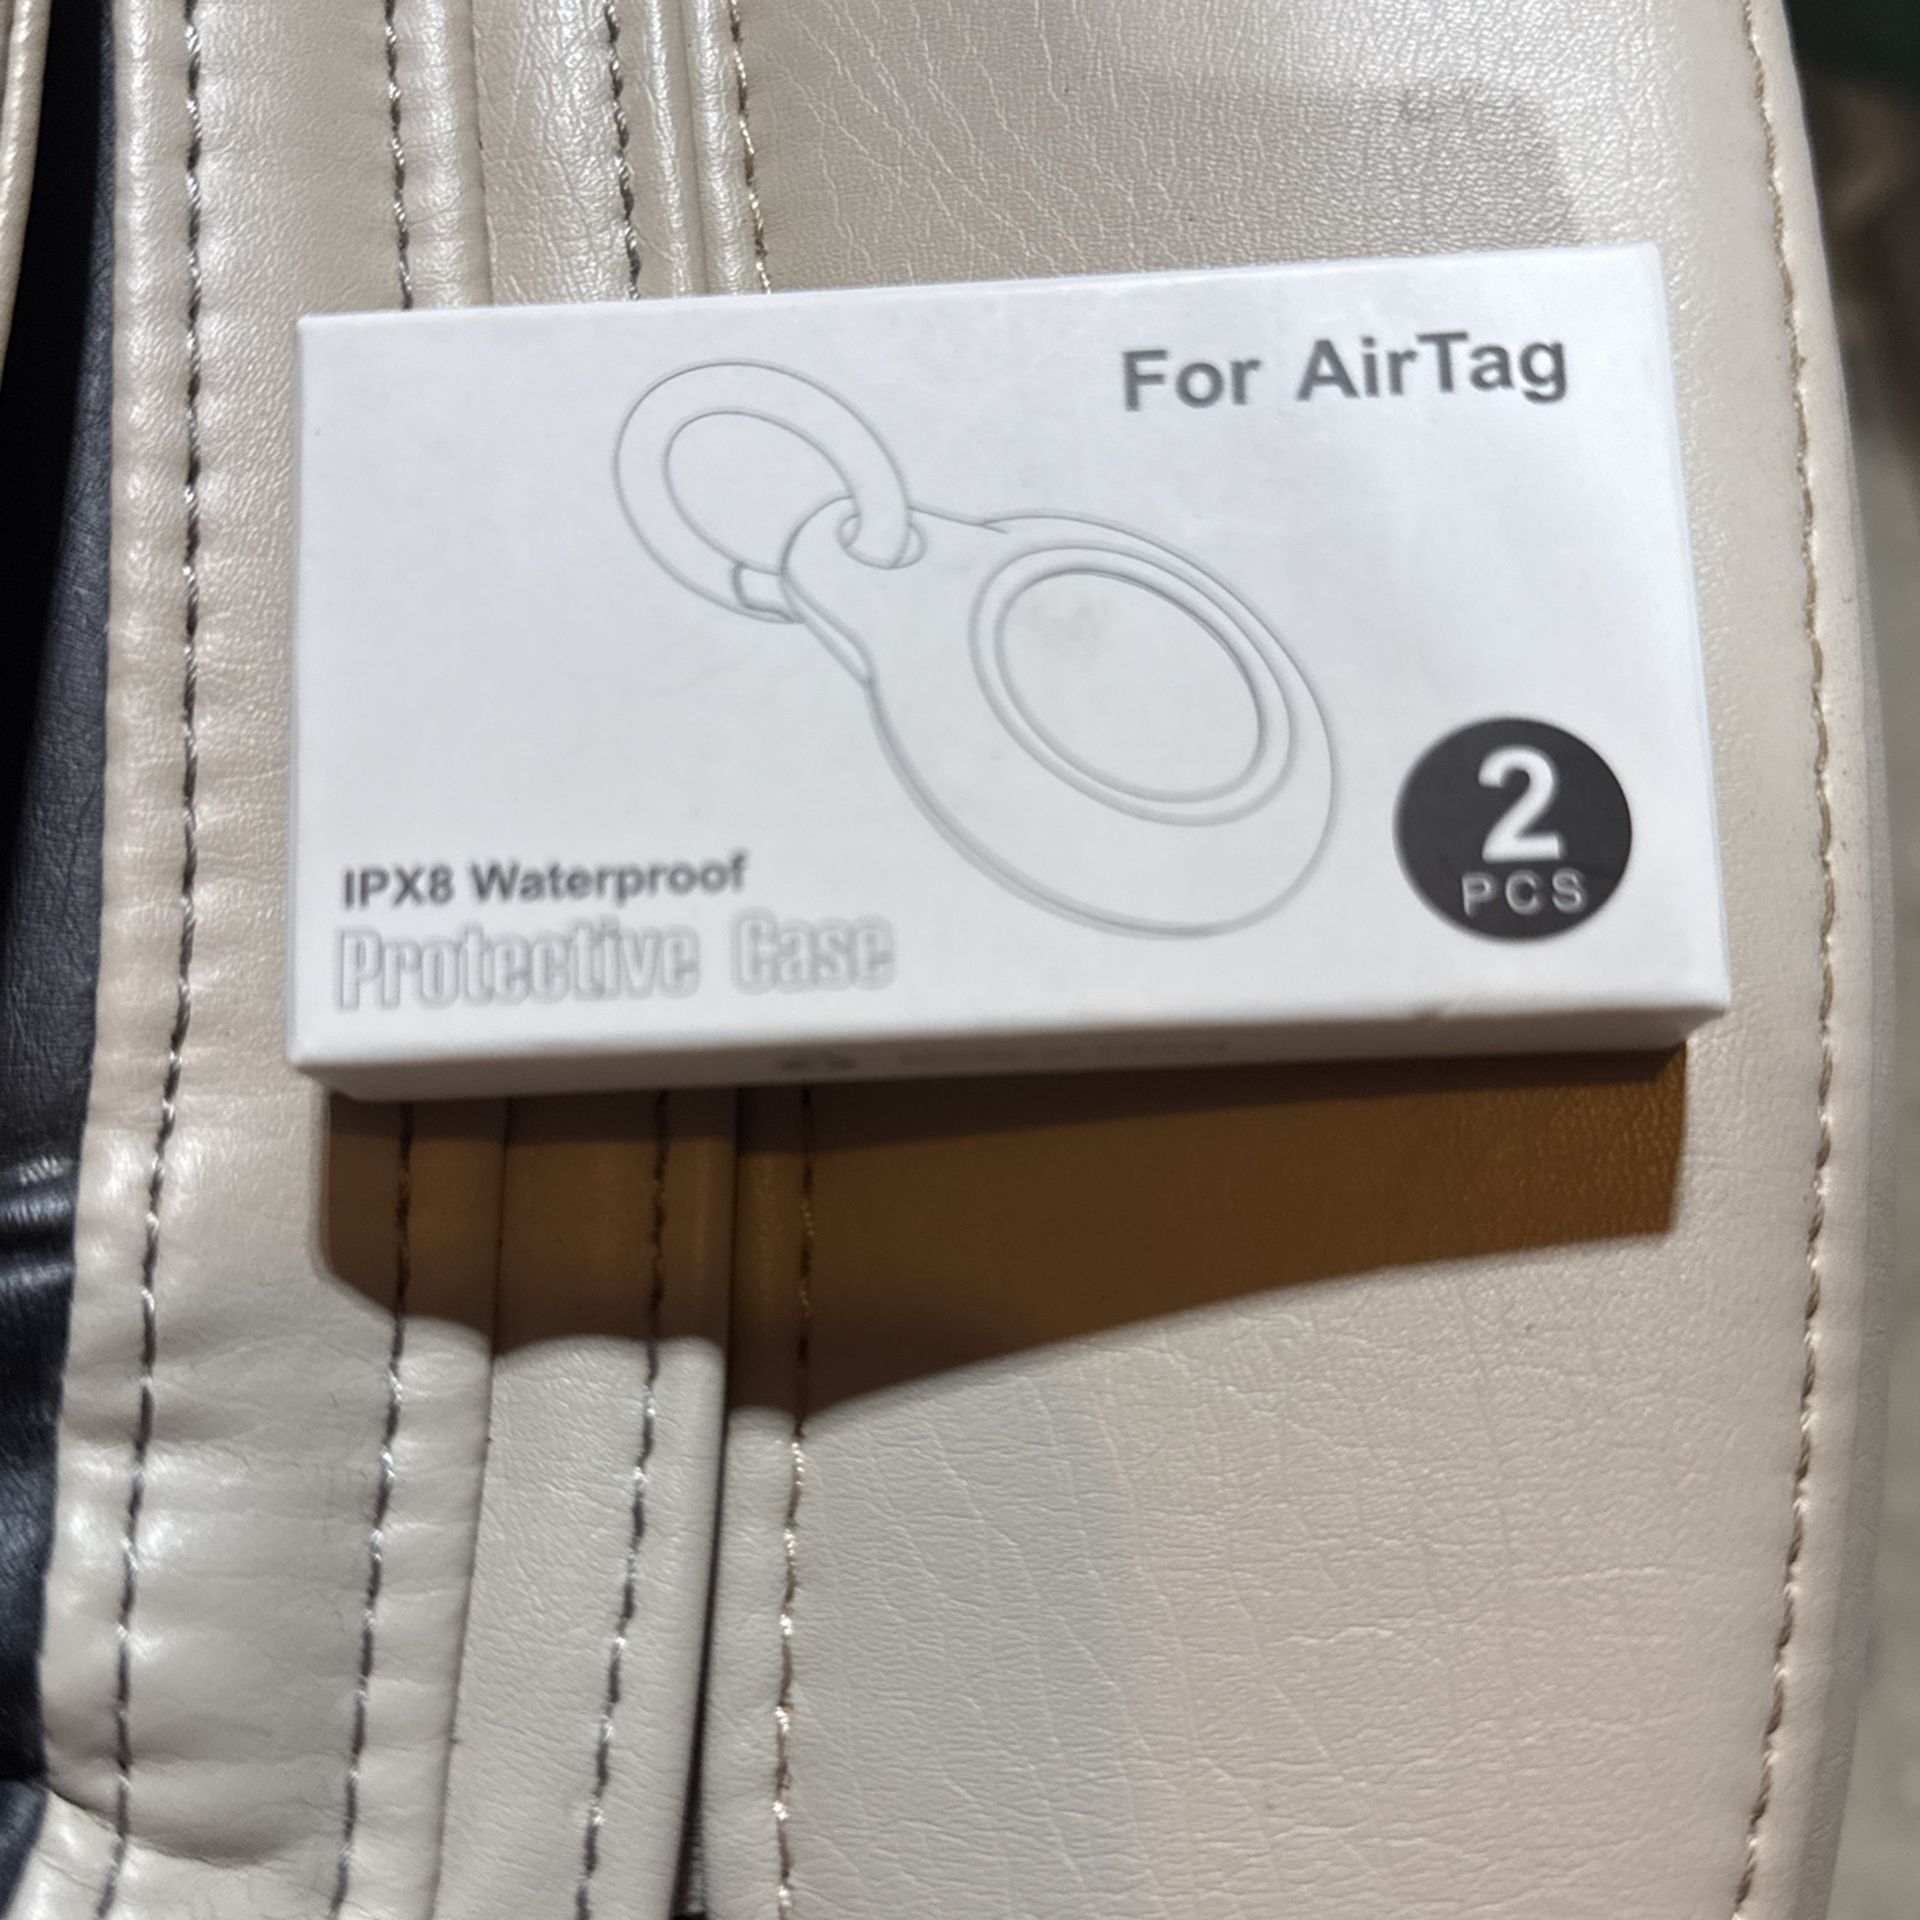 For AirTag
2
PCS
IPX8 Waterproof
Protective Case